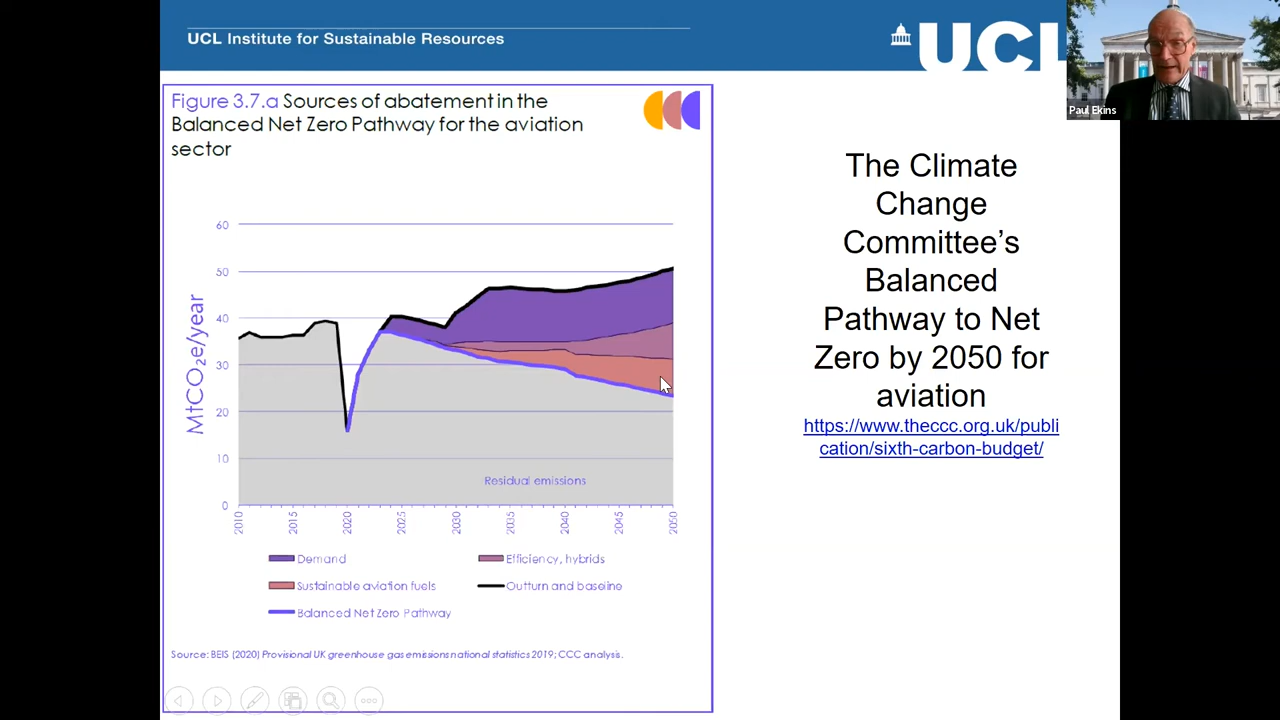 UCL Institute for Sustainable Resources
UCL
Paul Ekins
Figure 3.7.a Sources of abatement in the
Balanced Net Zero Pathway for the aviation
sector
MtCO₂e/year
60
50
40
30
20
10
0
Residual emissions
2010
2015
2020
2025
2030
2035
2040
2045
2050
Demand
Efficiency, hybrids
Sustainable aviation fuels
Outturn and baseline
Balanced Net Zero Pathway
Source: BEIS (2020) Provisional UK greenhouse gas emissions national statistics 2019; CCC analysis.
The Climate
Change
Committee’s
Balanced
Pathway to Net
Zero by 2050 for
aviation
https://www.theccc.org.uk/publi
cation/sixth-carbon-budget/